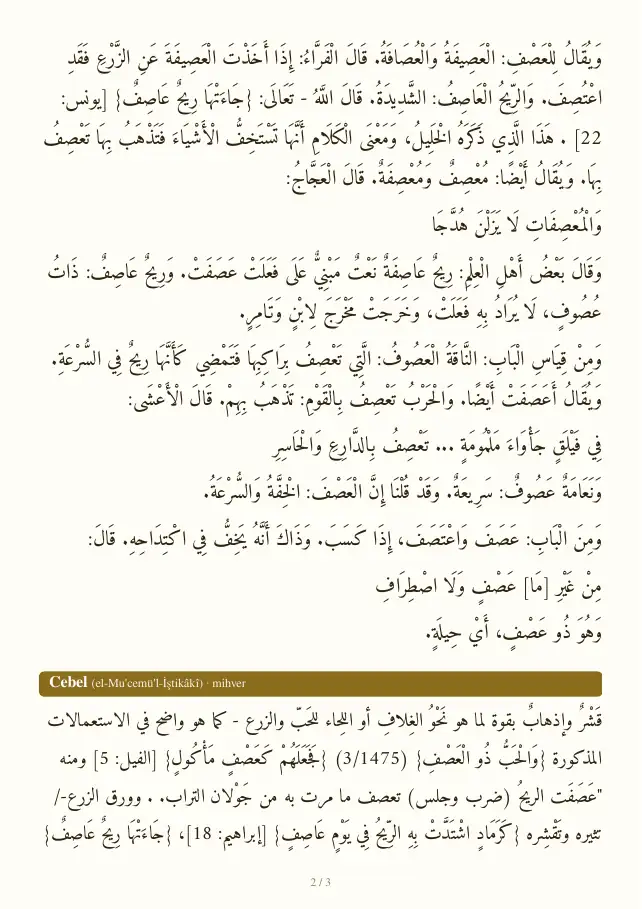 وَيُقَالُ لِلْعَصْفِ: الْعَصِيفَةُ وَالْعُصَافَةُ. قَالَ الْفَرَّاءُ: إِذَا أَخَذْتَ الْعَصِيفَةَ عَنِ الزَّرْعِ فَقَدِ
اعْتُصِفَ. وَالرِّيحُ الْعَاصِفُ: الشَّدِيدَةُ. قَالَ اللَّهُ - تَعَالَى: {جَاءَتْهَا رِيحٌ عَاصِفٌ} [يونس:
22] . هَذَا الَّذِي ذَكَرَهُ الْخَلِيلُ، وَمَعْنَى الْكَلَامِ أَنَّهَا تَسْتَخِفُّ الْأَشْيَاءَ فَتَذْهَبُ بِهَا تَعْصِفُ
بِهَا. وَيُقَالُ أَيْضًا: مُعْصِفٌ وَمُعْصِفَةٌ. قَالَ الْعَجَّاجُ:
وَالْمُعْصِفَاتِ لَا يَزَلْنَ هُدَّجَا
وَقَالَ بَعْضُ أَهْلِ الْعِلْمِ: رِيحٌ عَاصِفَةٌ نَعْتٌ مَبْنِيٌّ عَلَى فَعَلَتْ عَصَفَتْ. وَرِيحٌ عَاصِفٌ: ذَاتُ
عُصُوفٍ، لَا يُرَادُ بِهِ فَعَلَتْ، وَخَرَجَتْ مَخْرَجَ لِابْنٍ وَتَامِرٍ.
وَمِنْ قِيَاسِ الْبَابِ: النَّاقَةُ الْعَصُوفُ: الَّتِي تَعْصِفُ بِرَاكِبِهَا فَتَمْضِي كَأَنَّهَا رِيحٌ فِي السُّرْعَةِ.
وَيُقَالُ أَعْصَفَتْ أَيْضًا. وَالْحَرْبُ تَعْصِفُ بِالْقَوْمِ: تَذْهَبُ بِهِمْ. قَالَ الْأَعْشَى:
فِي فَيْلَقٍ جَأْوَاءَ مَلْمُومَةٍ ... تَعْصِفُ بِالدَّارِعِ وَالْحَاسِرِ
وَنَعَامَةٌ عَصُوفٌ: سَرِيعَةٌ. وَقَدْ قُلْنَا إِنَّ الْعَصْفَ: الْخِفَّةُ وَالسُّرْعَةُ.
وَمِنَ الْبَابِ: عَصَفَ وَاعْتَصَفَ، إِذَا كَسَبَ. وَذَاكَ أَنَّهُ يَخِفُّ فِي اكْتِدَاحِهِ. قَالَ:
مِنْ غَيْرِ [مَا] عَصْفٍ وَلَا اصْطِرَافِ
وَهُوَ ذُو عَصْفٍ، أَيْ حِيلَةٍ.
Cebel (el-Mu'cemü'l-İştikâkî) · mihver
قَشْرٌ وإذهابٌ بقوة لما هو نَحْوُ الغِلافِ أو اللِحاء للحَبّ والزرع - كما هو واضح في الاستعمالات
المذكورة {وَالْحَبُّ ذُو الْعَصْفِ} (3/1475) {فَجَعَلَهُمْ كَعَصْفٍ مَأْكُولٍ} [الفيل: 5] ومنه
"عَصَفَت الريحُ (ضرب وجلس) تعصف ما مرت به من جَوْلان التراب. . وورق الزرع-/
تثيره وتَقْشِره {كَرَمَادٍ اشْتَدَّتْ بِهِ الرِّيحُ فِي يَوْمٍ عَاصِفٍ} [إبراهيم: 18]، {جَاءَتْهَا رِيحٌ عَاصِفٌ}
2 / 3